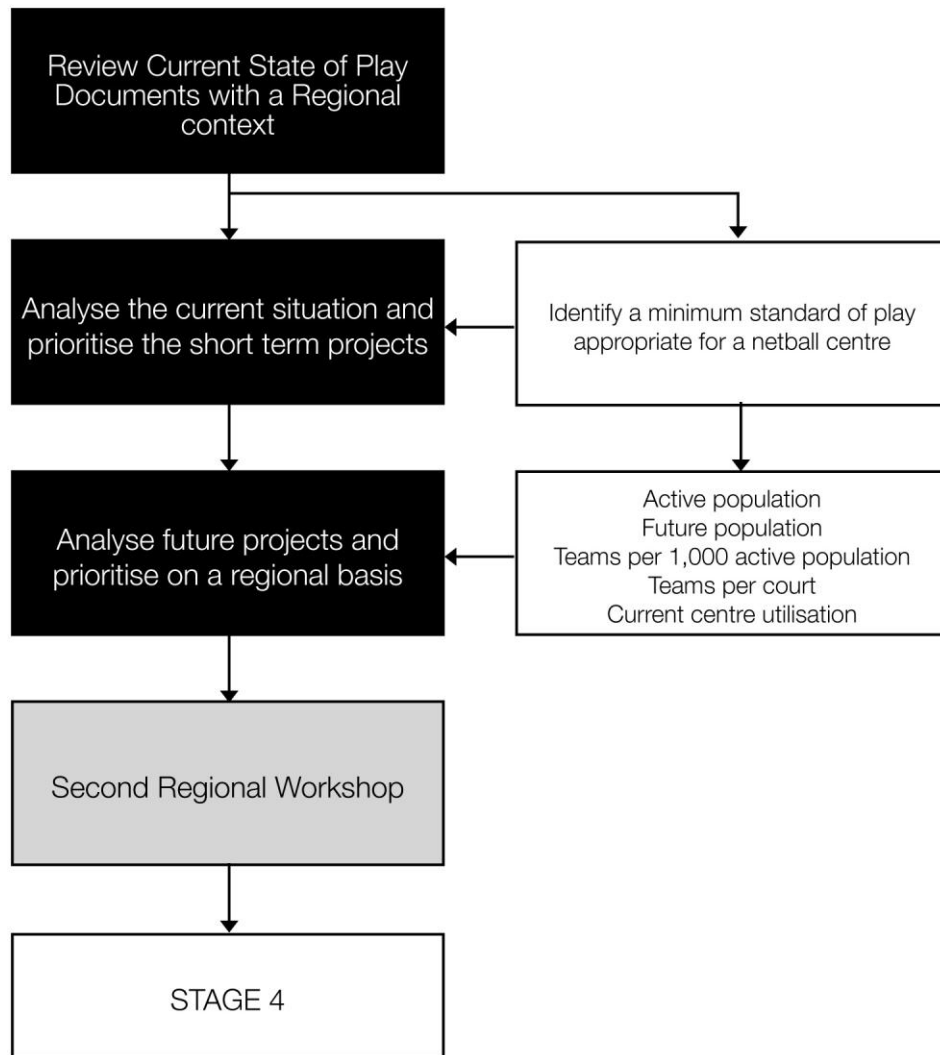 Review Current State of Play
Documents with a Regional
context
Analyse the current situation and
prioritise the short term projects
Identify a minimum standard of play
appropriate for a netball centre
Analyse future projects and
prioritise on a regional basis
Active population
Future population
Teams per 1,000 active population
Teams per court
Current centre utilisation
Second Regional Workshop
STAGE 4